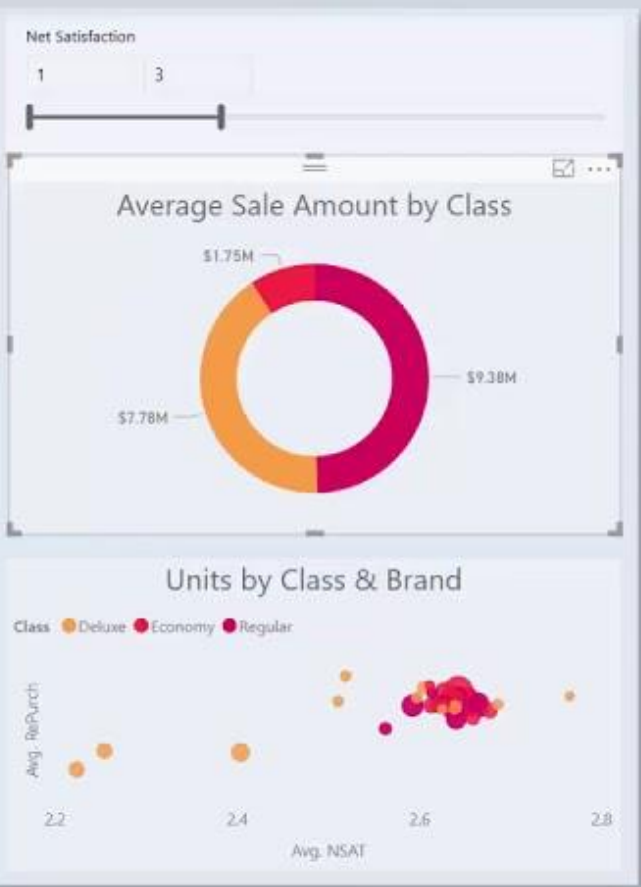 Net Satisfaction
1 3
Average Sale Amount by Class
$1.75M
$9.38M
$7.78M
Units by Class & Brand
Class Deluxe Economy Regular
Avg. RePurch
2.2 2.4 2.6 2.8
Avg. NSAT